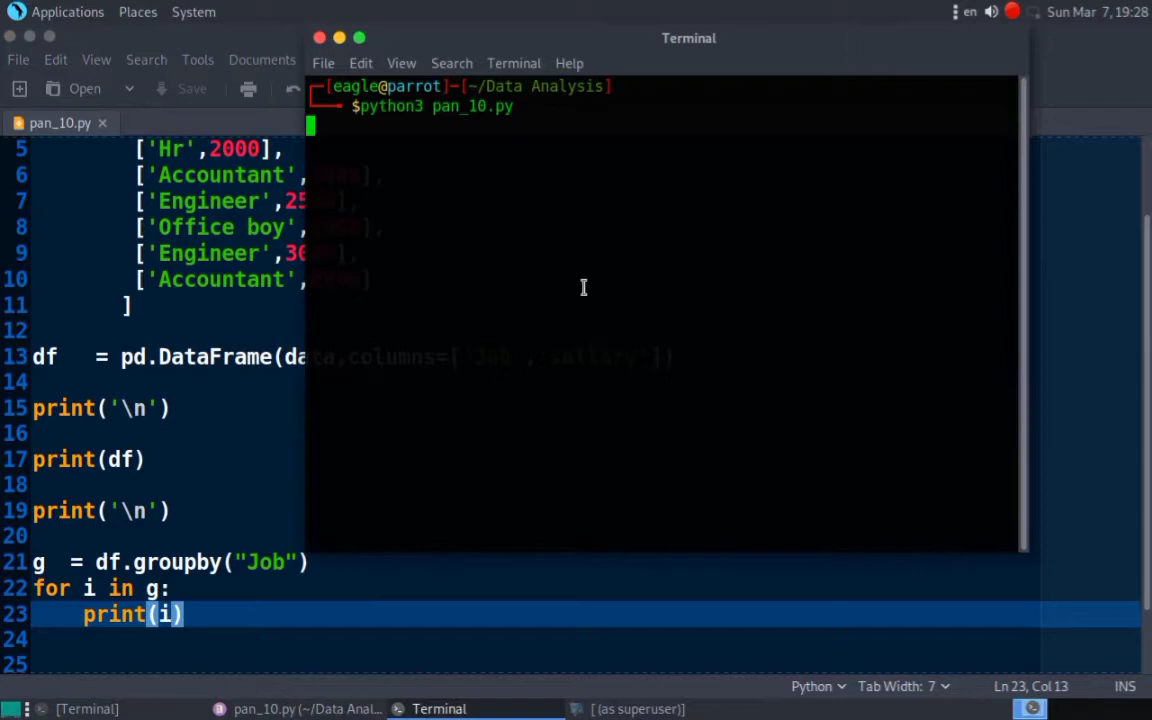 Applications Places System
en Sun Mar 7, 19:28
File Edit View Search Tools Documents
Open Save
pan_10.py
Terminal
File Edit View Search Terminal Help
[eagle@parrot]-[~/Data Analysis]
$python3 pan_10.py
5 ['Hr',2000],
6 ['Accountant',
7 ['Engineer',25
8 ['Office boy',
9 ['Engineer',30
10 ['Accountant',
11 ]
12
13 df = pd.DataFrame(data,columns=['Job','Sallary'])
14
15 print('\n')
16
17 print(df)
18
19 print('\n')
20
21 g = df.groupby("Job")
22 for i in g:
23 print(i)
24
25
Python Tab Width: 7 Ln 23, Col 13 INS
[Terminal] pan_10.py (~/Data Anal... Terminal [(as superuser)]